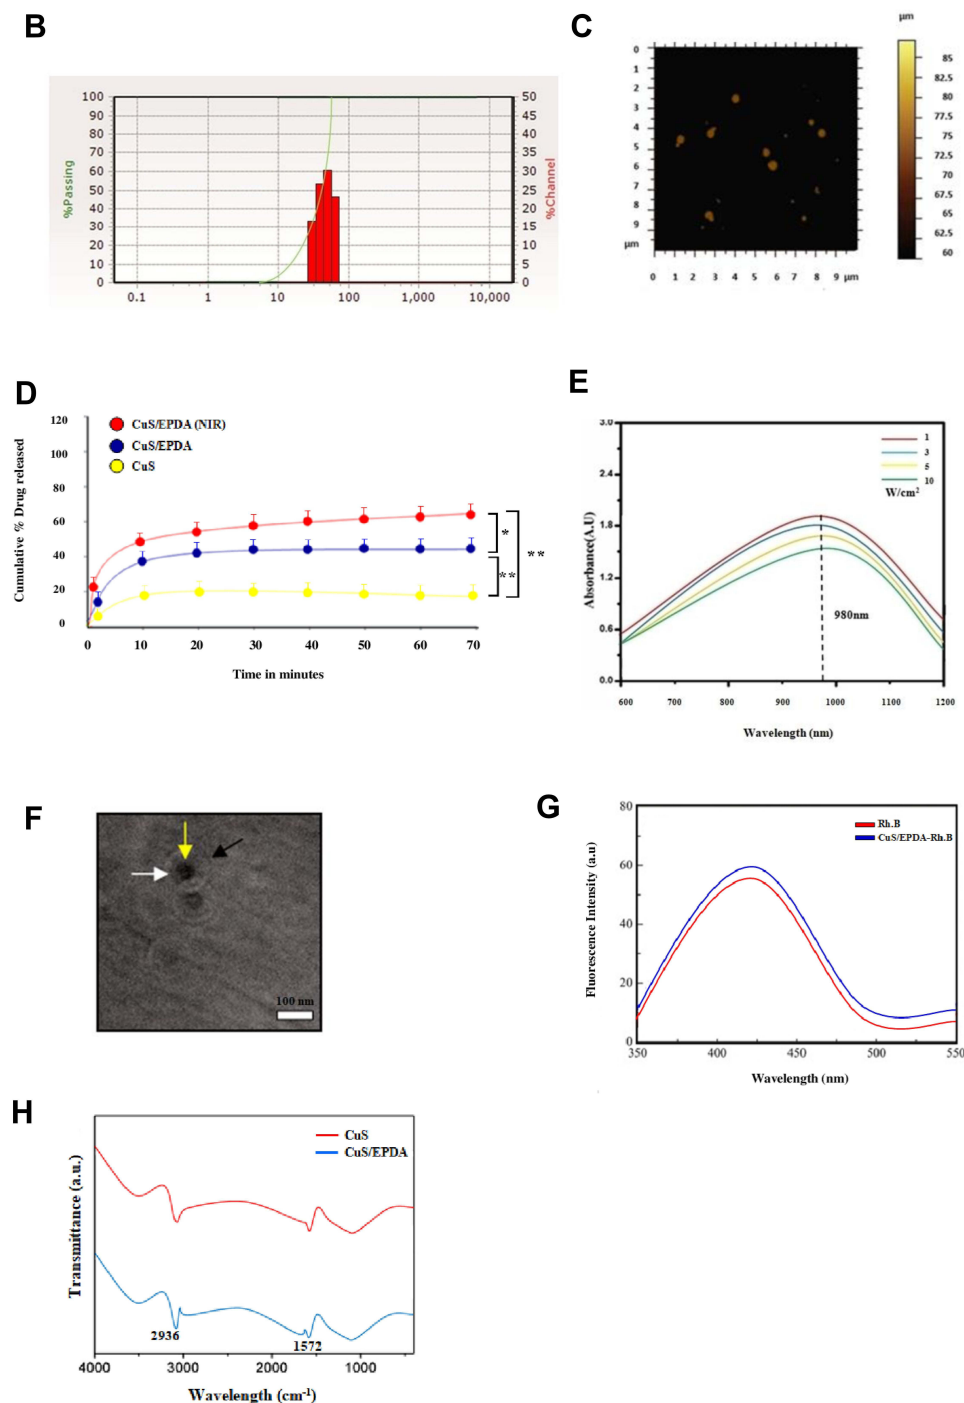 B
100
90
80
70
60
50
40
30
20
10
0
%Passing
50
45
40
35
30
25
20
15
10
5
0
%Channel
0.1 1 10 100 1,000 10,000
C
0
1
2
3
4
5
6
7
8
9
µm
0 1 2 3 4 5 6 7 8 9 µm
µm
85
82.5
80
77.5
75
72.5
70
67.5
65
62.5
60
D
Cumulative % Drug released
120
100
80
60
40
20
0
CuS/EPDA (NIR)
CuS/EPDA
CuS
*
**
**
0 10 20 30 40 50 60 70
Time in minutes
E
Absorbance(A.U)
3.0
2.4
1.8
1.2
0.6
0.0
1
3
5
10
W/cm2
980nm
600 700 800 900 1000 1100 1200
Wavelength (nm)
F
100 nm
G
Fluorescence Intensity (a.u)
80
60
40
20
0
Rh.B
CuS/EPDA-Rh.B
350 400 450 500 550
Wavelength (nm)
H
Transmittance (a.u.)
CuS
CuS/EPDA
2936
1572
4000 3000 2000 1000
Wavelength (cm-1)